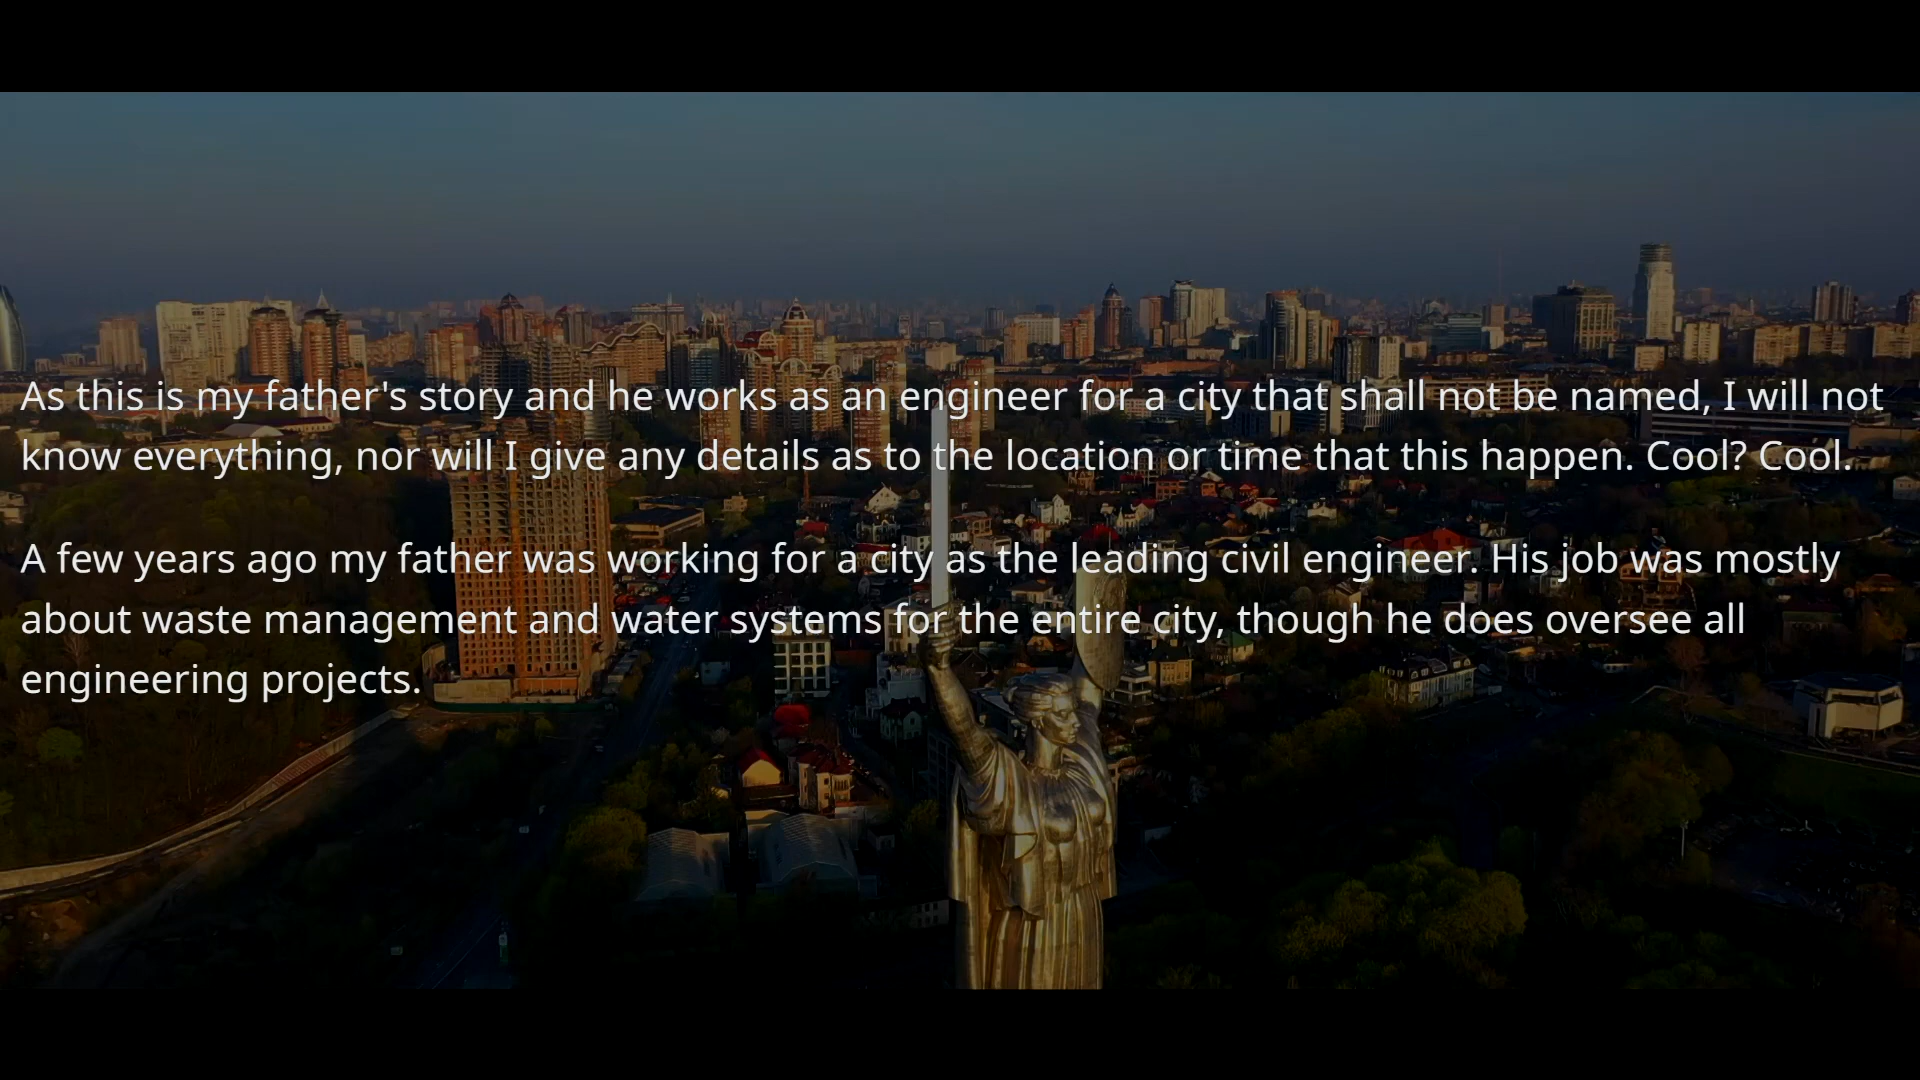 As this is my father's story and he works as an engineer for a city that shall not be named, I will not
know everything, nor will I give any details as to the location or time that this happen. Cool? Cool.
A few years ago my father was working for a city as the leading civil engineer. His job was mostly
about waste management and water systems for the entire city, though he does oversee all
engineering projects.